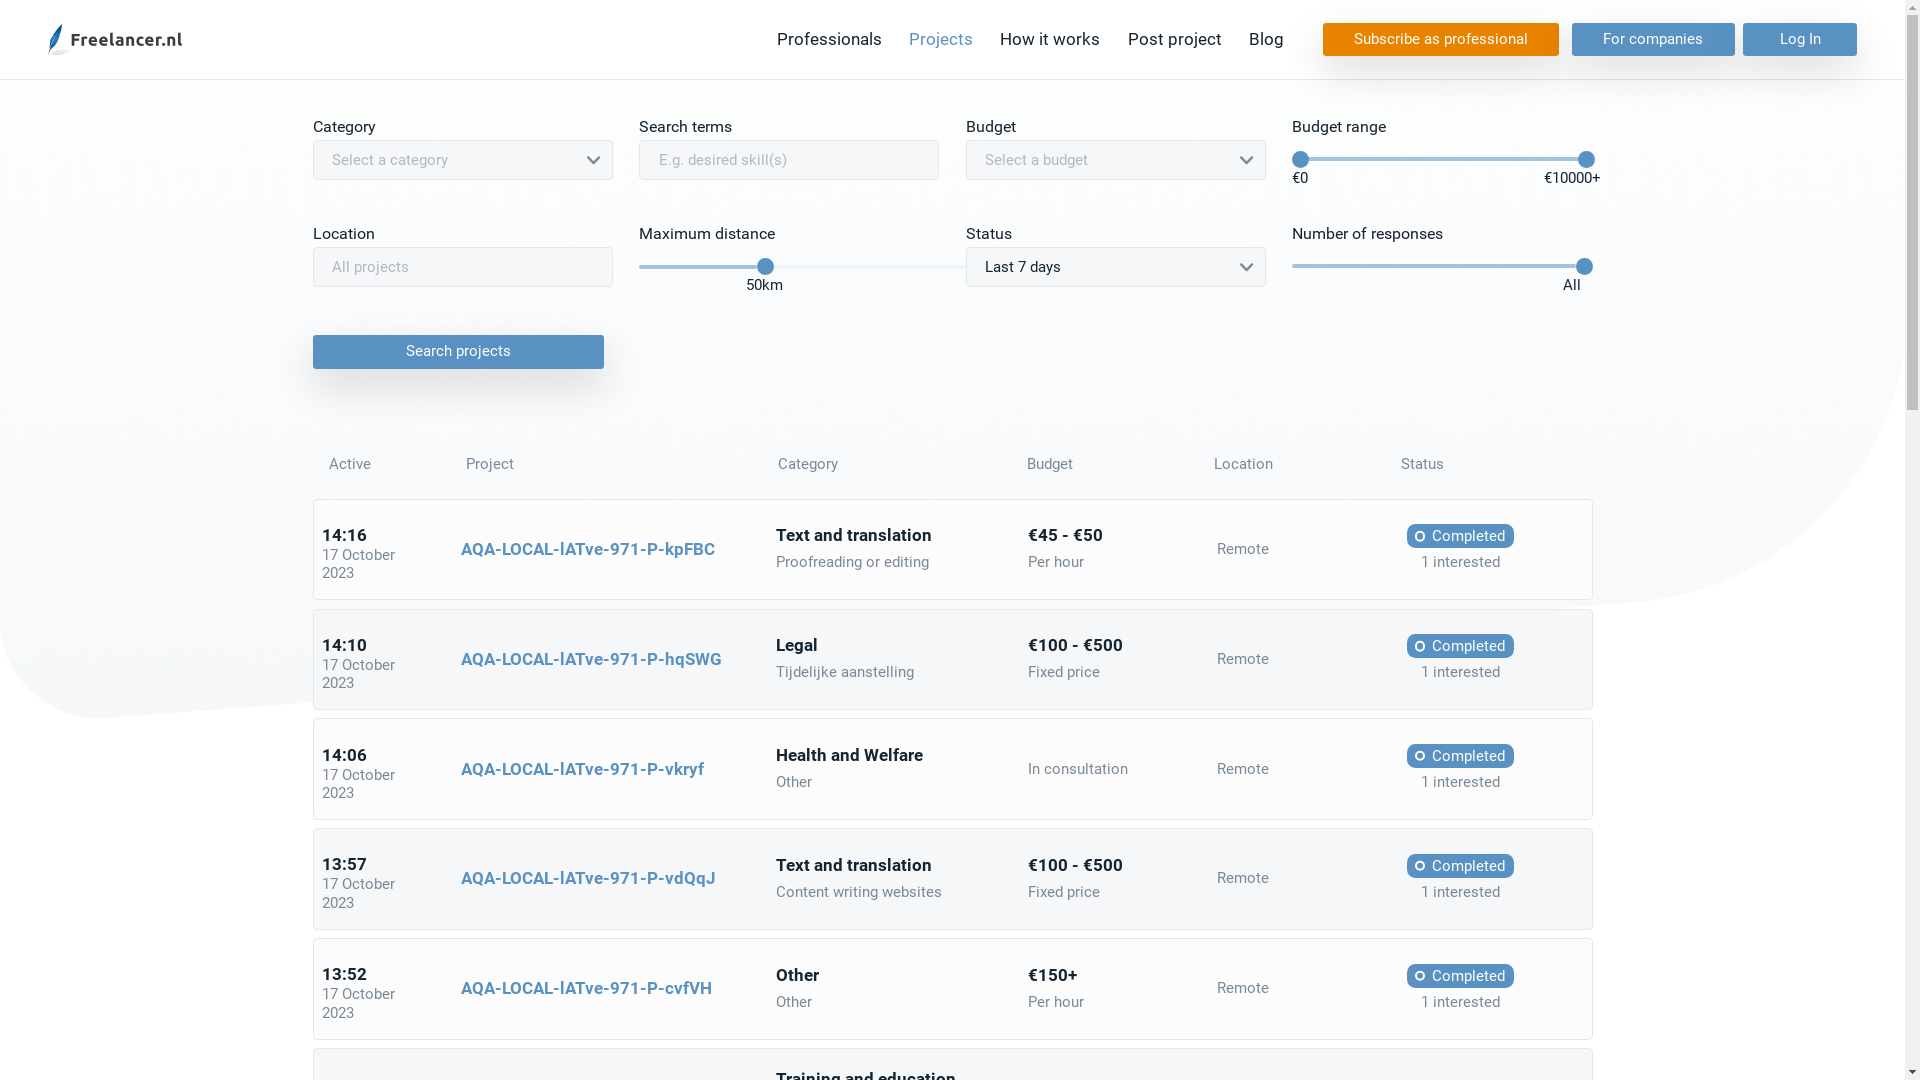 Freelancer.nl
Professionals Projects How it works Post project Blog Subscribe as professional For companies Log In
Category Search terms Budget Budget range
Select a category E.g. desired skill(s) Select a budget
€0 €10000+
Location Maximum distance Status Number of responses
All projects Last 7 days
50km All
Search projects
Active Project Category Budget Location Status
14:16
17 October
2023
AQA-LOCAL-lATve-971-P-kpFBC
Text and translation
Proofreading or editing
€45 - €50
Per hour
Remote
Completed
1 interested
14:10
17 October
2023
AQA-LOCAL-lATve-971-P-hqSWG
Legal
Tijdelijke aanstelling
€100 - €500
Fixed price
Remote
Completed
1 interested
14:06
17 October
2023
AQA-LOCAL-lATve-971-P-vkryf
Health and Welfare
Other
In consultation
Remote
Completed
1 interested
13:57
17 October
2023
AQA-LOCAL-lATve-971-P-vdQqJ
Text and translation
Content writing websites
€100 - €500
Fixed price
Remote
Completed
1 interested
13:52
17 October
2023
AQA-LOCAL-lATve-971-P-cvfVH
Other
Other
€150+
Per hour
Remote
Completed
1 interested
Training and education